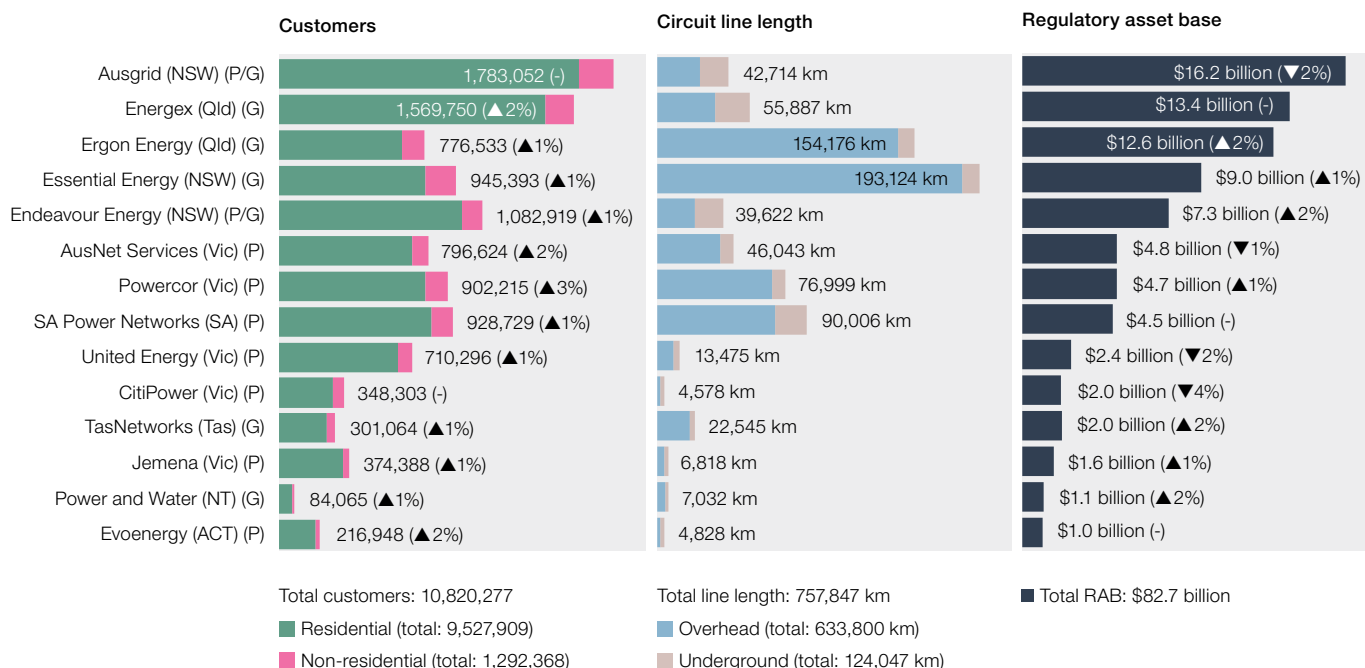 Customers Circuit line length Regulatory asset base
Ausgrid (NSW) (P/G) 1,783,052 (-) 42,714 km $16.2 billion (▼2%)
Energex (Qld) (G) 1,569,750 (▲2%) 55,887 km $13.4 billion (-)
Ergon Energy (Qld) (G) 776,533 (▲1%) 154,176 km $12.6 billion (▲2%)
Essential Energy (NSW) (G) 945,393 (▲1%) 193,124 km $9.0 billion (▲1%)
Endeavour Energy (NSW) (P/G) 1,082,919 (▲1%) 39,622 km $7.3 billion (▲2%)
AusNet Services (Vic) (P) 796,624 (▲2%) 46,043 km $4.8 billion (▼1%)
Powercor (Vic) (P) 902,215 (▲3%) 76,999 km $4.7 billion (▲1%)
SA Power Networks (SA) (P) 928,729 (▲1%) 90,006 km $4.5 billion (-)
United Energy (Vic) (P) 710,296 (▲1%) 13,475 km $2.4 billion (▼2%)
CitiPower (Vic) (P) 348,303 (-) 4,578 km $2.0 billion (▼4%)
TasNetworks (Tas) (G) 301,064 (▲1%) 22,545 km $2.0 billion (▲2%)
Jemena (Vic) (P) 374,388 (▲1%) 6,818 km $1.6 billion (▲1%)
Power and Water (NT) (G) 84,065 (▲1%) 7,032 km $1.1 billion (▲2%)
Evoenergy (ACT) (P) 216,948 (▲2%) 4,828 km $1.0 billion (-)
Total customers: 10,820,277 Total line length: 757,847 km Total RAB: $82.7 billion
Residential (total: 9,527,909) Overhead (total: 633,800 km)
Non-residential (total: 1,292,368) Underground (total: 124,047 km)